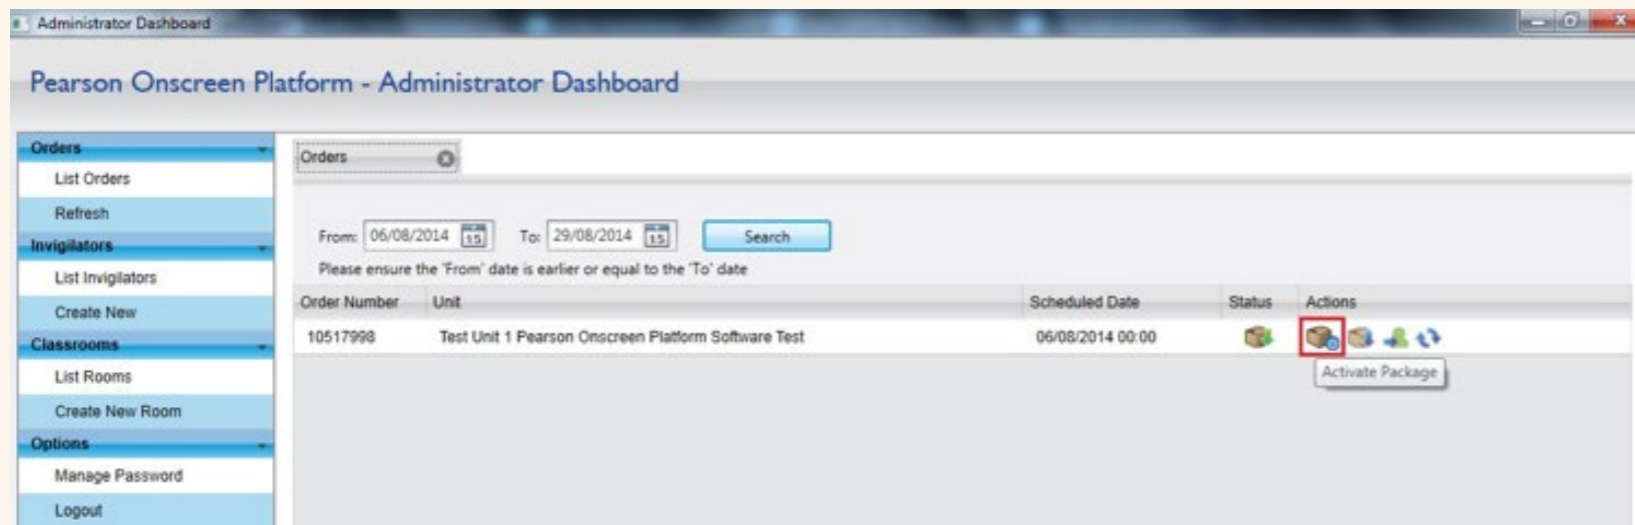 Administrator Dashboard
Pearson Onscreen Platform - Administrator Dashboard
Orders
List Orders
Refresh
Invigilators
List Invigilators
Create New
Classrooms
List Rooms
Create New Room
Options
Manage Password
Logout
Orders
From: 06/08/2014 15 To: 29/08/2014 15 Search
Please ensure the 'From' date is earlier or equal to the 'To' date
Order Number Unit Scheduled Date Status Actions
10517998 Test Unit 1 Pearson Onscreen Platform Software Test 06/08/2014 00:00
Activate Package